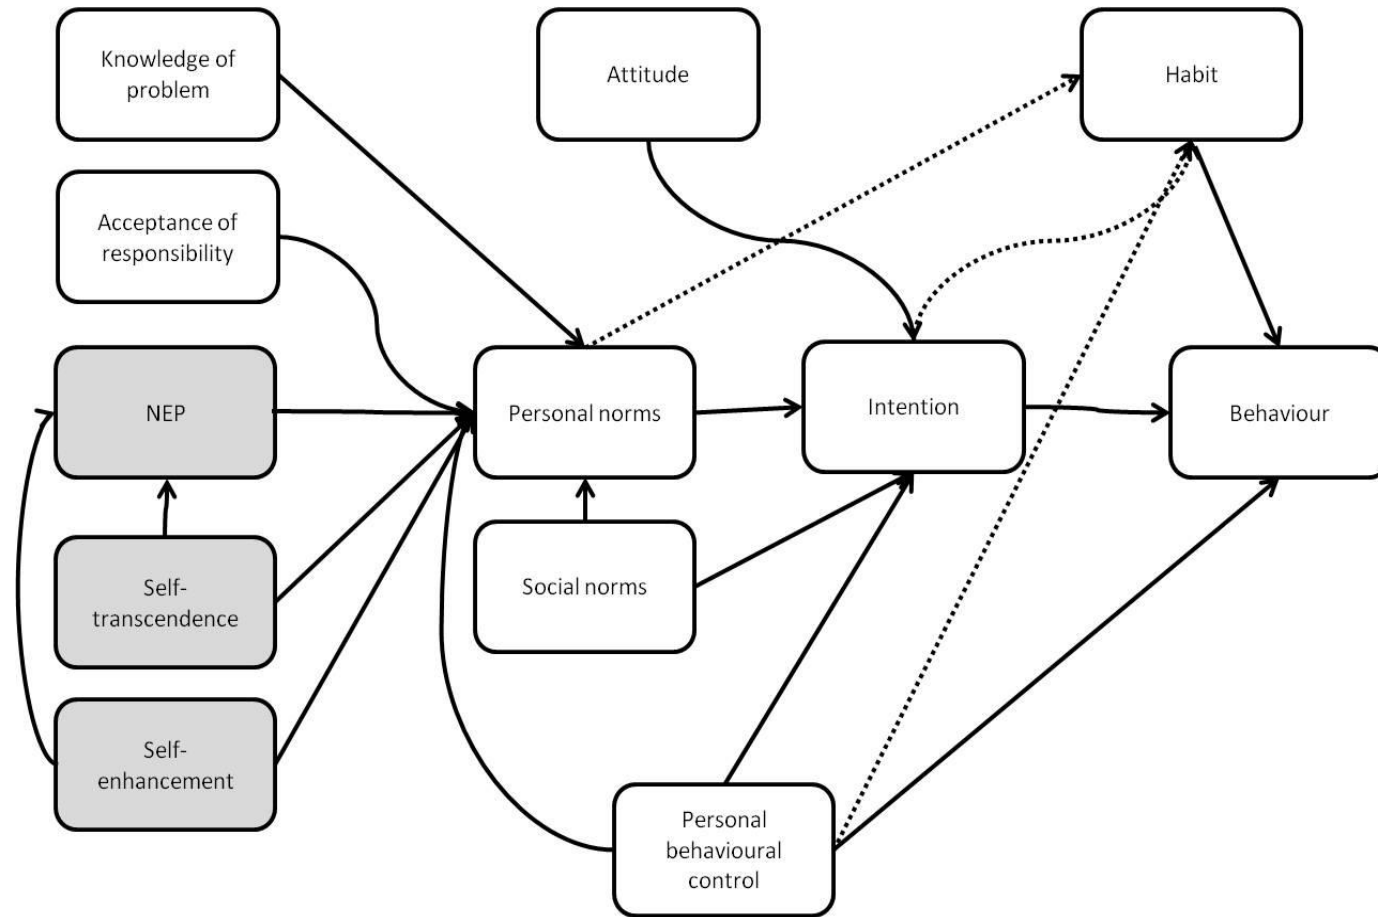 Knowledge of
problem
Attitude
Habit
Acceptance of
responsibility
NEP
Personal norms
Intention
Behaviour
Self-
transcendence
Social norms
Self-
enhancement
Personal
behavioural
control